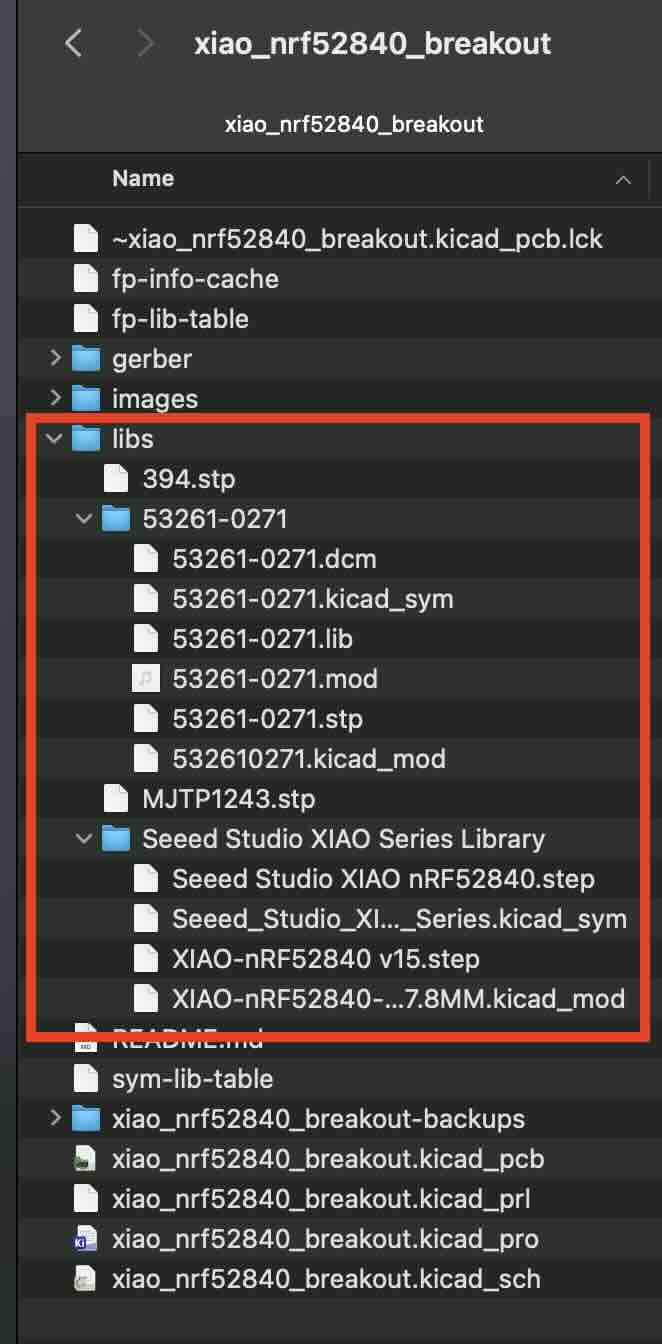 xiao_nrf52840_breakout
xiao_nrf52840_breakout
Name
~xiao_nrf52840_breakout.kicad_pcb.lck
fp-info-cache
fp-lib-table
gerber
images
libs
394.stp
53261-0271
53261-0271.dcm
53261-0271.kicad_sym
53261-0271.lib
53261-0271.mod
53261-0271.stp
532610271.kicad_mod
MJTP1243.stp
Seeed Studio XIAO Series Library
Seeed Studio XIAO nRF52840.step
Seeed_Studio_XI..._Series.kicad_sym
XIAO-nRF52840 v15.step
XIAO-nRF52840-...7.8MM.kicad_mod
README.md
sym-lib-table
xiao_nrf52840_breakout-backups
xiao_nrf52840_breakout.kicad_pcb
xiao_nrf52840_breakout.kicad_prl
xiao_nrf52840_breakout.kicad_pro
xiao_nrf52840_breakout.kicad_sch